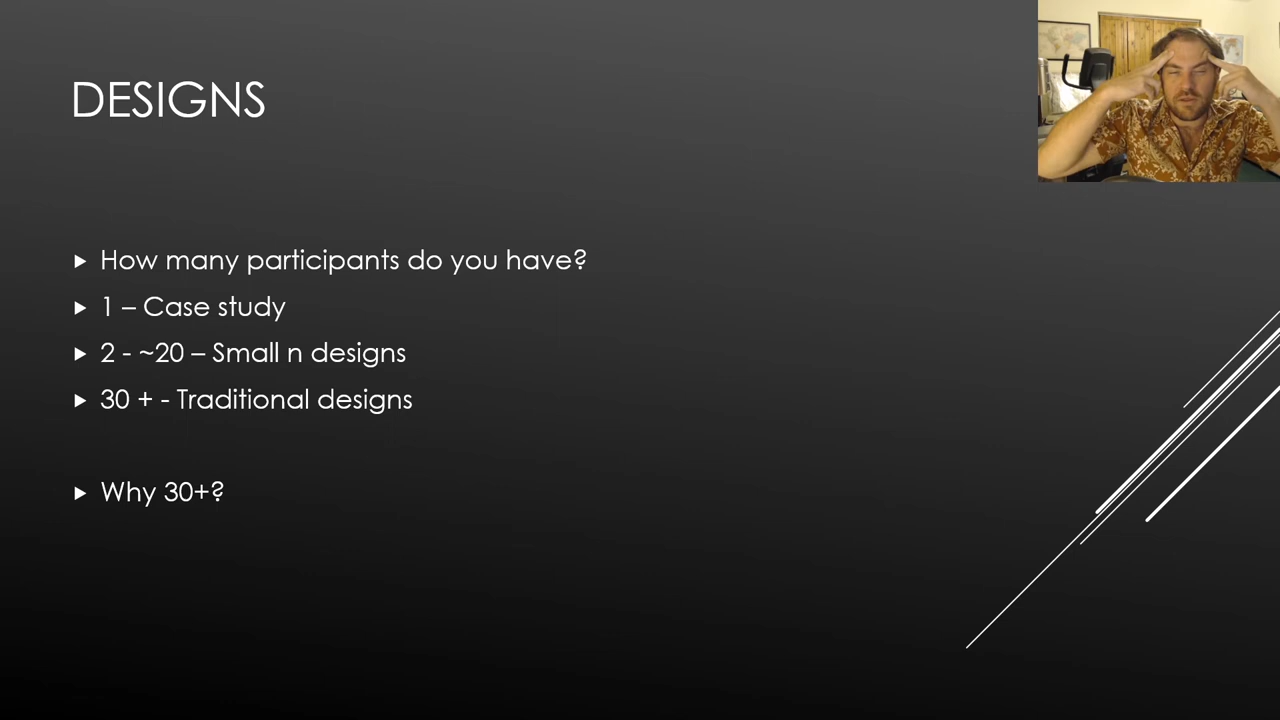 DESIGNS
How many participants do you have?
1 – Case study
2 - ~20 – Small n designs
30 + - Traditional designs
Why 30+?